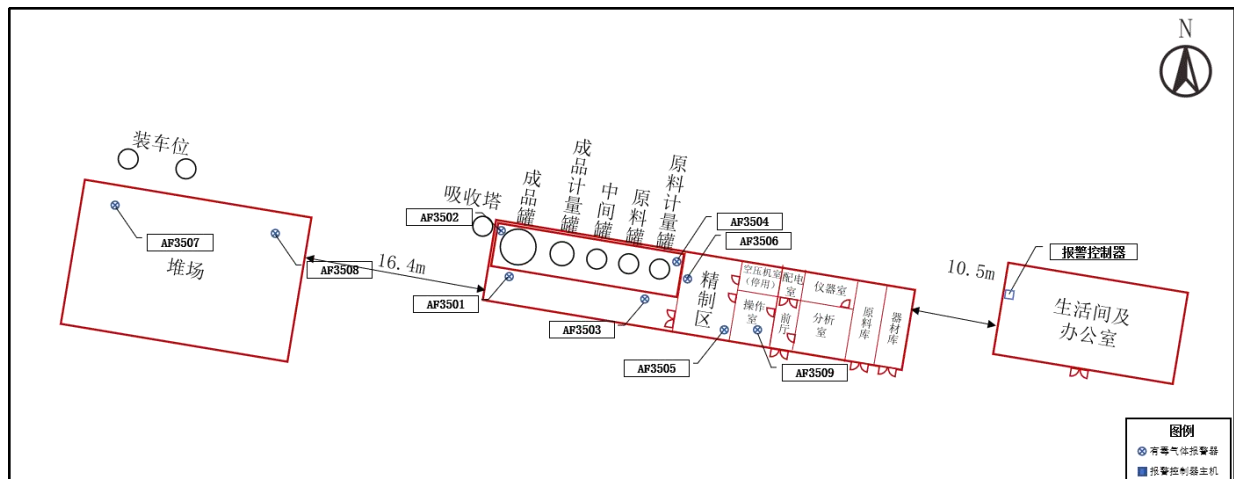 N
装车位
吸收塔
成品罐
成品计量罐
中间罐
原料罐
原料计量罐
AF3502
AF3504
AF3506
AF3507
AF3508
堆场
16.4m
AF3501
AF3503
精制区
空压机室
(停用)
配电室
仪器室
操作室
前厅
分析室
原料库
器材库
AF3505
AF3509
10.5m
报警控制器
生活间及
办公室
图例
有毒气体报警器
报警控制器主机